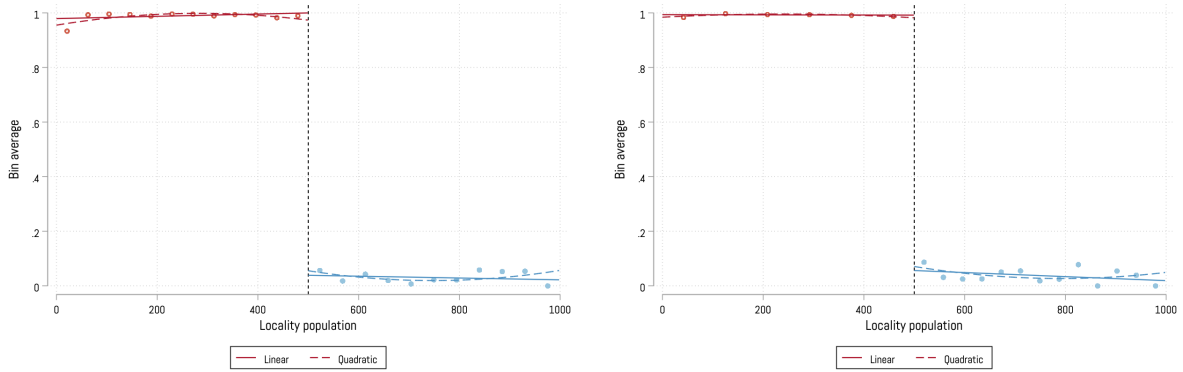 1
.8
.6
.4
.2
0
Bin average
0 200 400 600 800 1000
Locality population
Linear Quadratic
1
.8
.6
.4
.2
0
Bin average
0 200 400 600 800 1000
Locality population
Linear Quadratic